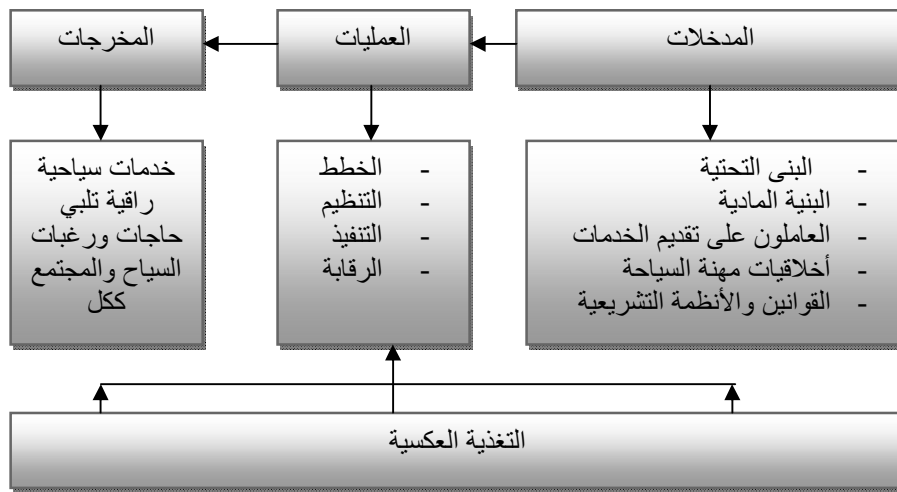 المدخلات
العمليات
المخرجات
- البنى التحتية
- البنية المادية
- العاملون على تقديم الخدمات
- أخلاقيات مهنة السياحة
- القوانين والأنظمة التشريعية
- الخطط
- التنظيم
- التنفيذ
- الرقابة
خدمات سياحية
راقية تلبي
حاجات ورغبات
السياح والمجتمع
ككل
التغذية العكسية